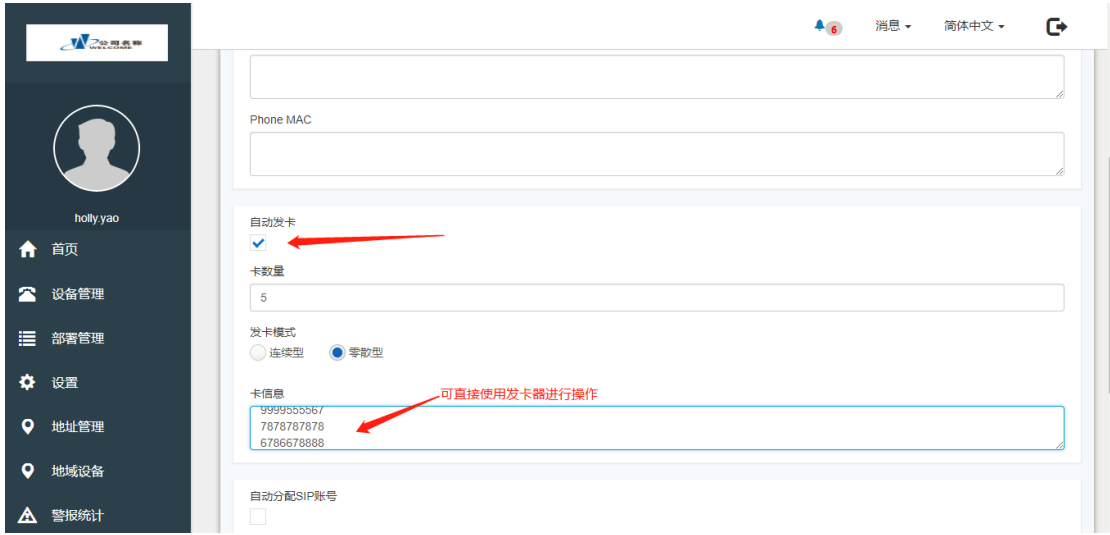 公司名称
WELCOME
6
消息
简体中文
holly.yao
首页
设备管理
部署管理
设置
地址管理
地域设备
警报统计
Phone MAC
自动发卡
卡数量
5
发卡模式
连续型
零散型
卡信息
可直接使用发卡器进行操作
9999555567
7878787878
6786678888
自动分配SIP账号